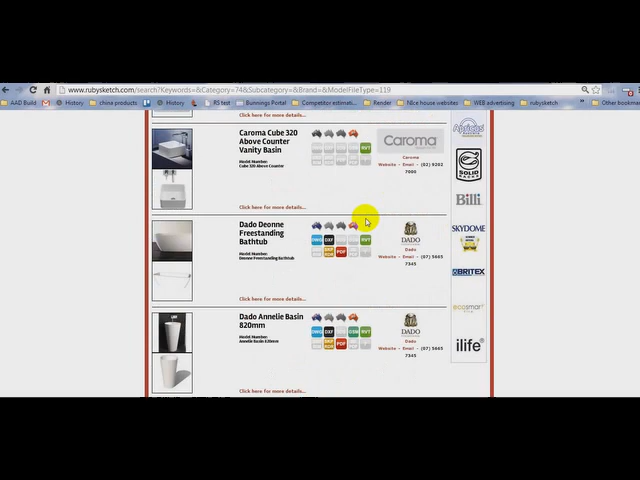 www.rubysketch.com/search?Keywords=&Category=74&Subcategory=&Brand=&ModelFileType=119
AAD Build
History
china products
History
RS test
Bunnings Portal
Competitor estimati...
Render
Nice house websites
WEB advertising
rubysketch
»
Other bookmar
Click here for more details...
Caroma Cube 320
Above Counter
Vanity Basin
Model Number:
Cube 320 Above Counter
RVT
Caroma
Caroma
Website - Email - (02) 9202
7000
Click here for more details...
Dado Deonne
Freestanding
Bathtub
Model Number:
Deonne Freestanding Bathtub
DWG DXF RVT
PDF
DADO
Dado
Website - Email - (07) 5665
7345
Click here for more details...
Dado Annelie Basin
820mm
Model Number:
Annelie Basin 820mm
DWG DXF GSM RVT
PDF
DADO
Dado
Website - Email - (07) 5665
7345
Click here for more details...
Apricus
SOLID
Billi
SKYDOME
BRITEX
ecosmart
fire
ilife